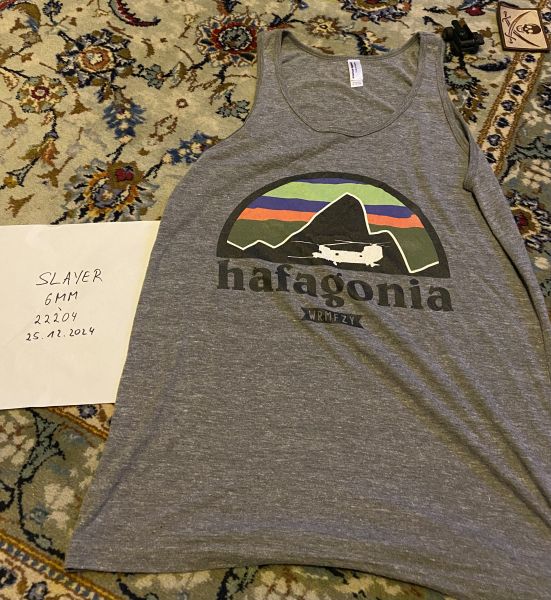 SLAYER
6MM
22204
25.12.2024
hafagonia
WRMFZY